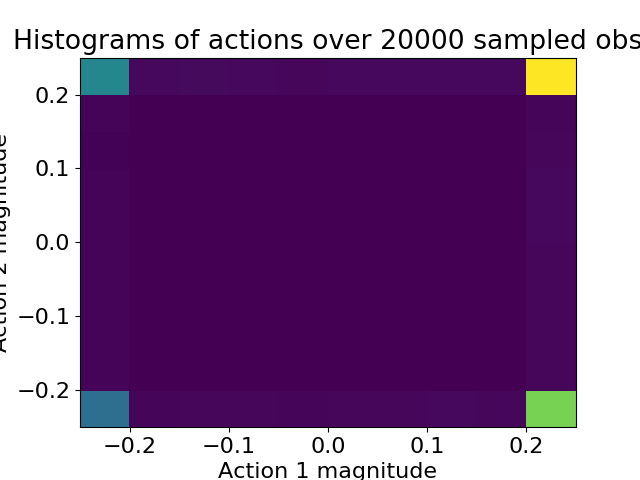 Histograms of actions over 20000 sampled obs
0.2
0.1
0.0
−0.1
−0.2
Action 2 magnitude
−0.2 −0.1 0.0 0.1 0.2
Action 1 magnitude